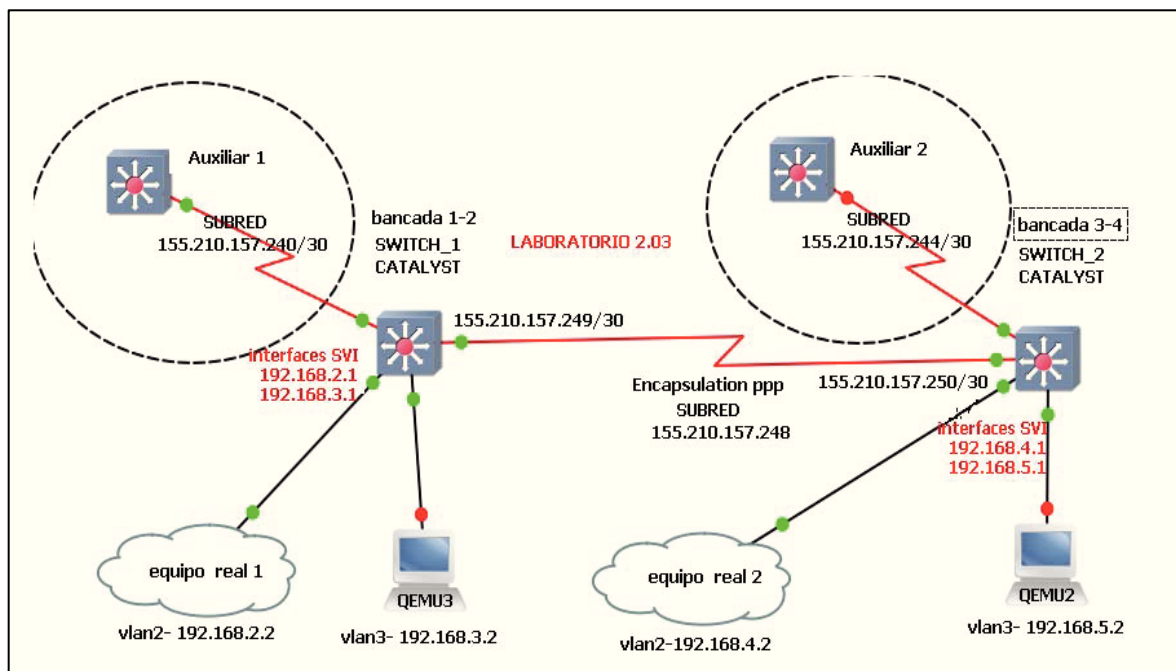 Auxiliar 1
SUBRED
155.210.157.240/30
bancada 1-2
SWITCH_1
CATALYST
LABORATORIO 2.03
Auxiliar 2
SUBRED
155.210.157.244/30
bancada 3-4
SWITCH_2
CATALYST
155.210.157.249/30
interfaces SVI
192.168.2.1
192.168.3.1
Encapsulation ppp
SUBRED
155.210.157.248
155.210.157.250/30
interfaces SVI
192.168.4.1
192.168.5.1
equipo real 1
vlan2- 192.168.2.2
QEMU3
vlan3- 192.168.3.2
equipo real 2
vlan2-192.168.4.2
QEMU2
vlan3- 192.168.5.2